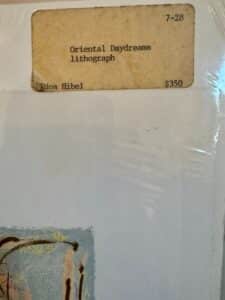 7-28
Oriental Daydreams
lithograph
Edna Hibel
$350